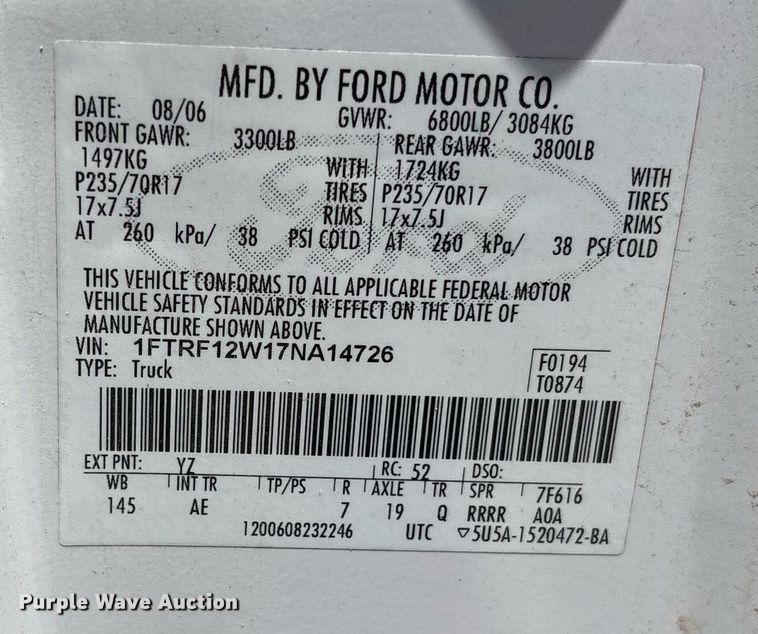 MFD. BY FORD MOTOR CO.
DATE: 08/06 GVWR: 6800LB/ 3084KG
FRONT GAWR: 3300LB REAR GAWR: 3800LB
1497KG WITH 1724KG WITH
P235/70R17 TIRES P235/70R17 TIRES
17x7.5J RIMS 17x7.5J RIMS
AT 260 kPa/ 38 PSI COLD AT 260 kPa/ 38 PSI COLD
Ford
THIS VEHICLE CONFORMS TO ALL APPLICABLE FEDERAL MOTOR
VEHICLE SAFETY STANDARDS IN EFFECT ON THE DATE OF
MANUFACTURE SHOWN ABOVE.
VIN: 1FTRF12W17NA14726
TYPE: Truck
F0194
T0874
EXT PNT: YZ RC: 52 DSO:
WB INT TR TP/PS R AXLE TR SPR 7F616
145 AE 7 19 Q RRRR A0A
1200608232246 UTC ▽5U5A-1520472-BA
Purple Wave Auction